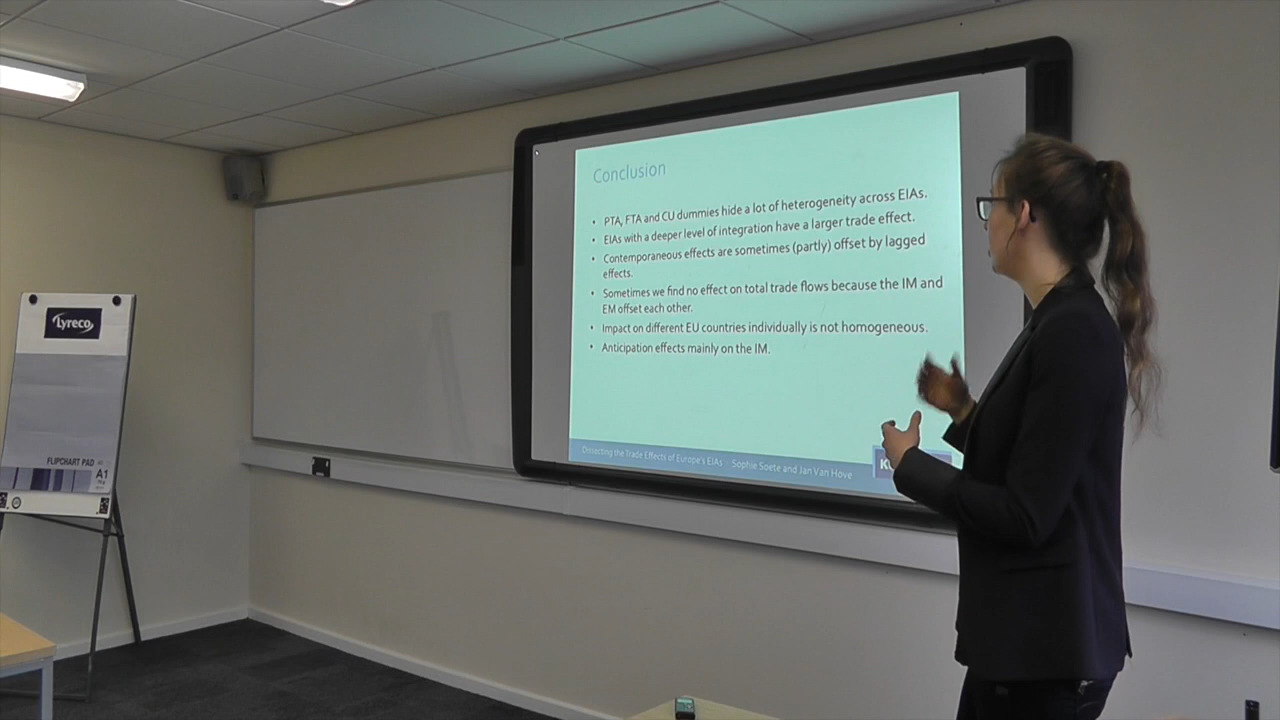 Conclusion
• PTA, FTA and CU dummies hide a lot of heterogeneity across EIAs.
• EIAs with a deeper level of integration have a larger trade effect.
• Contemporaneous effects are sometimes (partly) offset by lagged
effects.
• Sometimes we find no effect on total trade flows because the IM and
EM offset each other.
• Impact on different EU countries individually is not homogeneous.
• Anticipation effects mainly on the IM.
Dissecting the Trade Effects of Europe's EIAs - Sophie Soete and Jan Van Hove
Lyreco
FLIPCHART PAD
A1